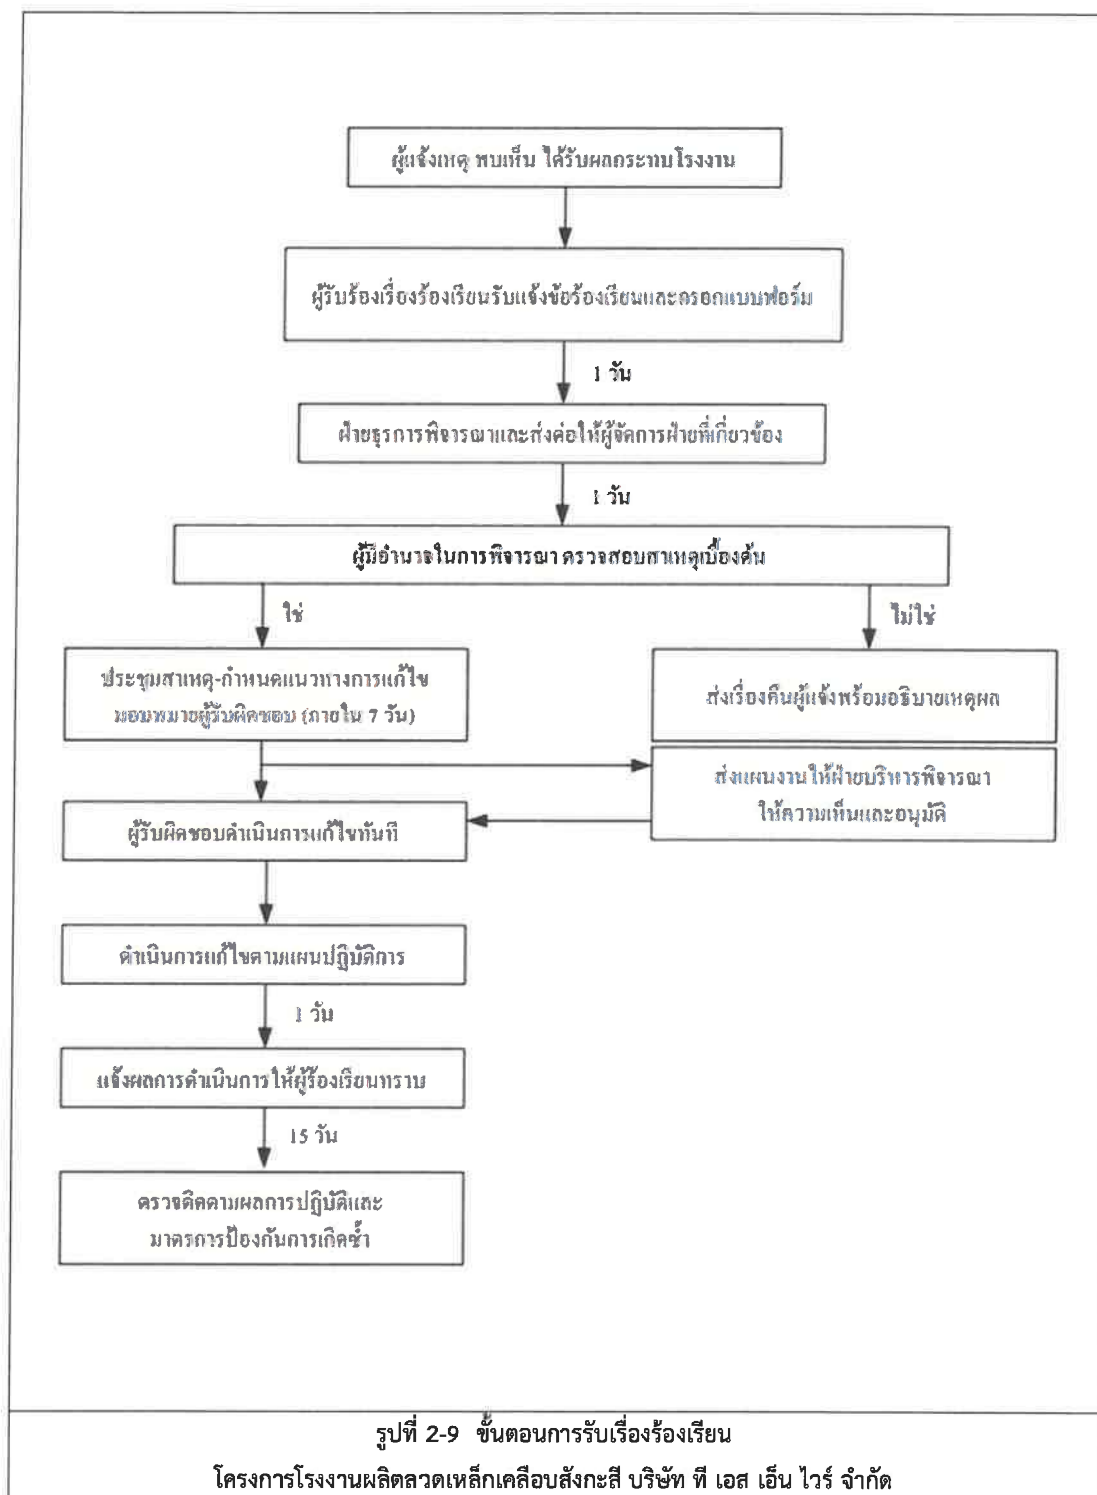 ผู้แจ้งเหตุ พบเห็น ได้รับผลกระทบโรงงาน
ผู้รับร้องเรื่องร้องเรียนรับแจ้งข้อร้องเรียนและกรอกแบบฟอร์ม
1 วัน
ฝ่ายธุรการพิจารณาและส่งต่อให้ผู้จัดการฝ่ายที่เกี่ยวข้อง
1 วัน
ผู้มีอำนาจในการพิจารณา ตรวจสอบสาเหตุเบื้องต้น
ใช่
ไม่ใช่
ประชุมสาเหตุ-กำหนดแนวทางการแก้ไข
มอบหมายผู้รับผิดชอบ (ภายใน 7 วัน)
ส่งเรื่องคืนผู้แจ้งพร้อมอธิบายเหตุผล
ส่งแผนงานให้ฝ่ายบริหารพิจารณา
ให้ความเห็นและอนุมัติ
ผู้รับผิดชอบดำเนินการแก้ไขทันที
ดำเนินการแก้ไขตามแผนปฏิบัติการ
1 วัน
แจ้งผลการดำเนินการให้ผู้ร้องเรียนทราบ
15 วัน
ตรวจติดตามผลการปฏิบัติและ
มาตรการป้องกันการเกิดซ้ำ
รูปที่ 2-9 ขั้นตอนการรับเรื่องร้องเรียน
โครงการโรงงานผลิตลวดเหล็กเคลือบสังกะสี บริษัท ที เอส เอ็น ไวร์ จำกัด